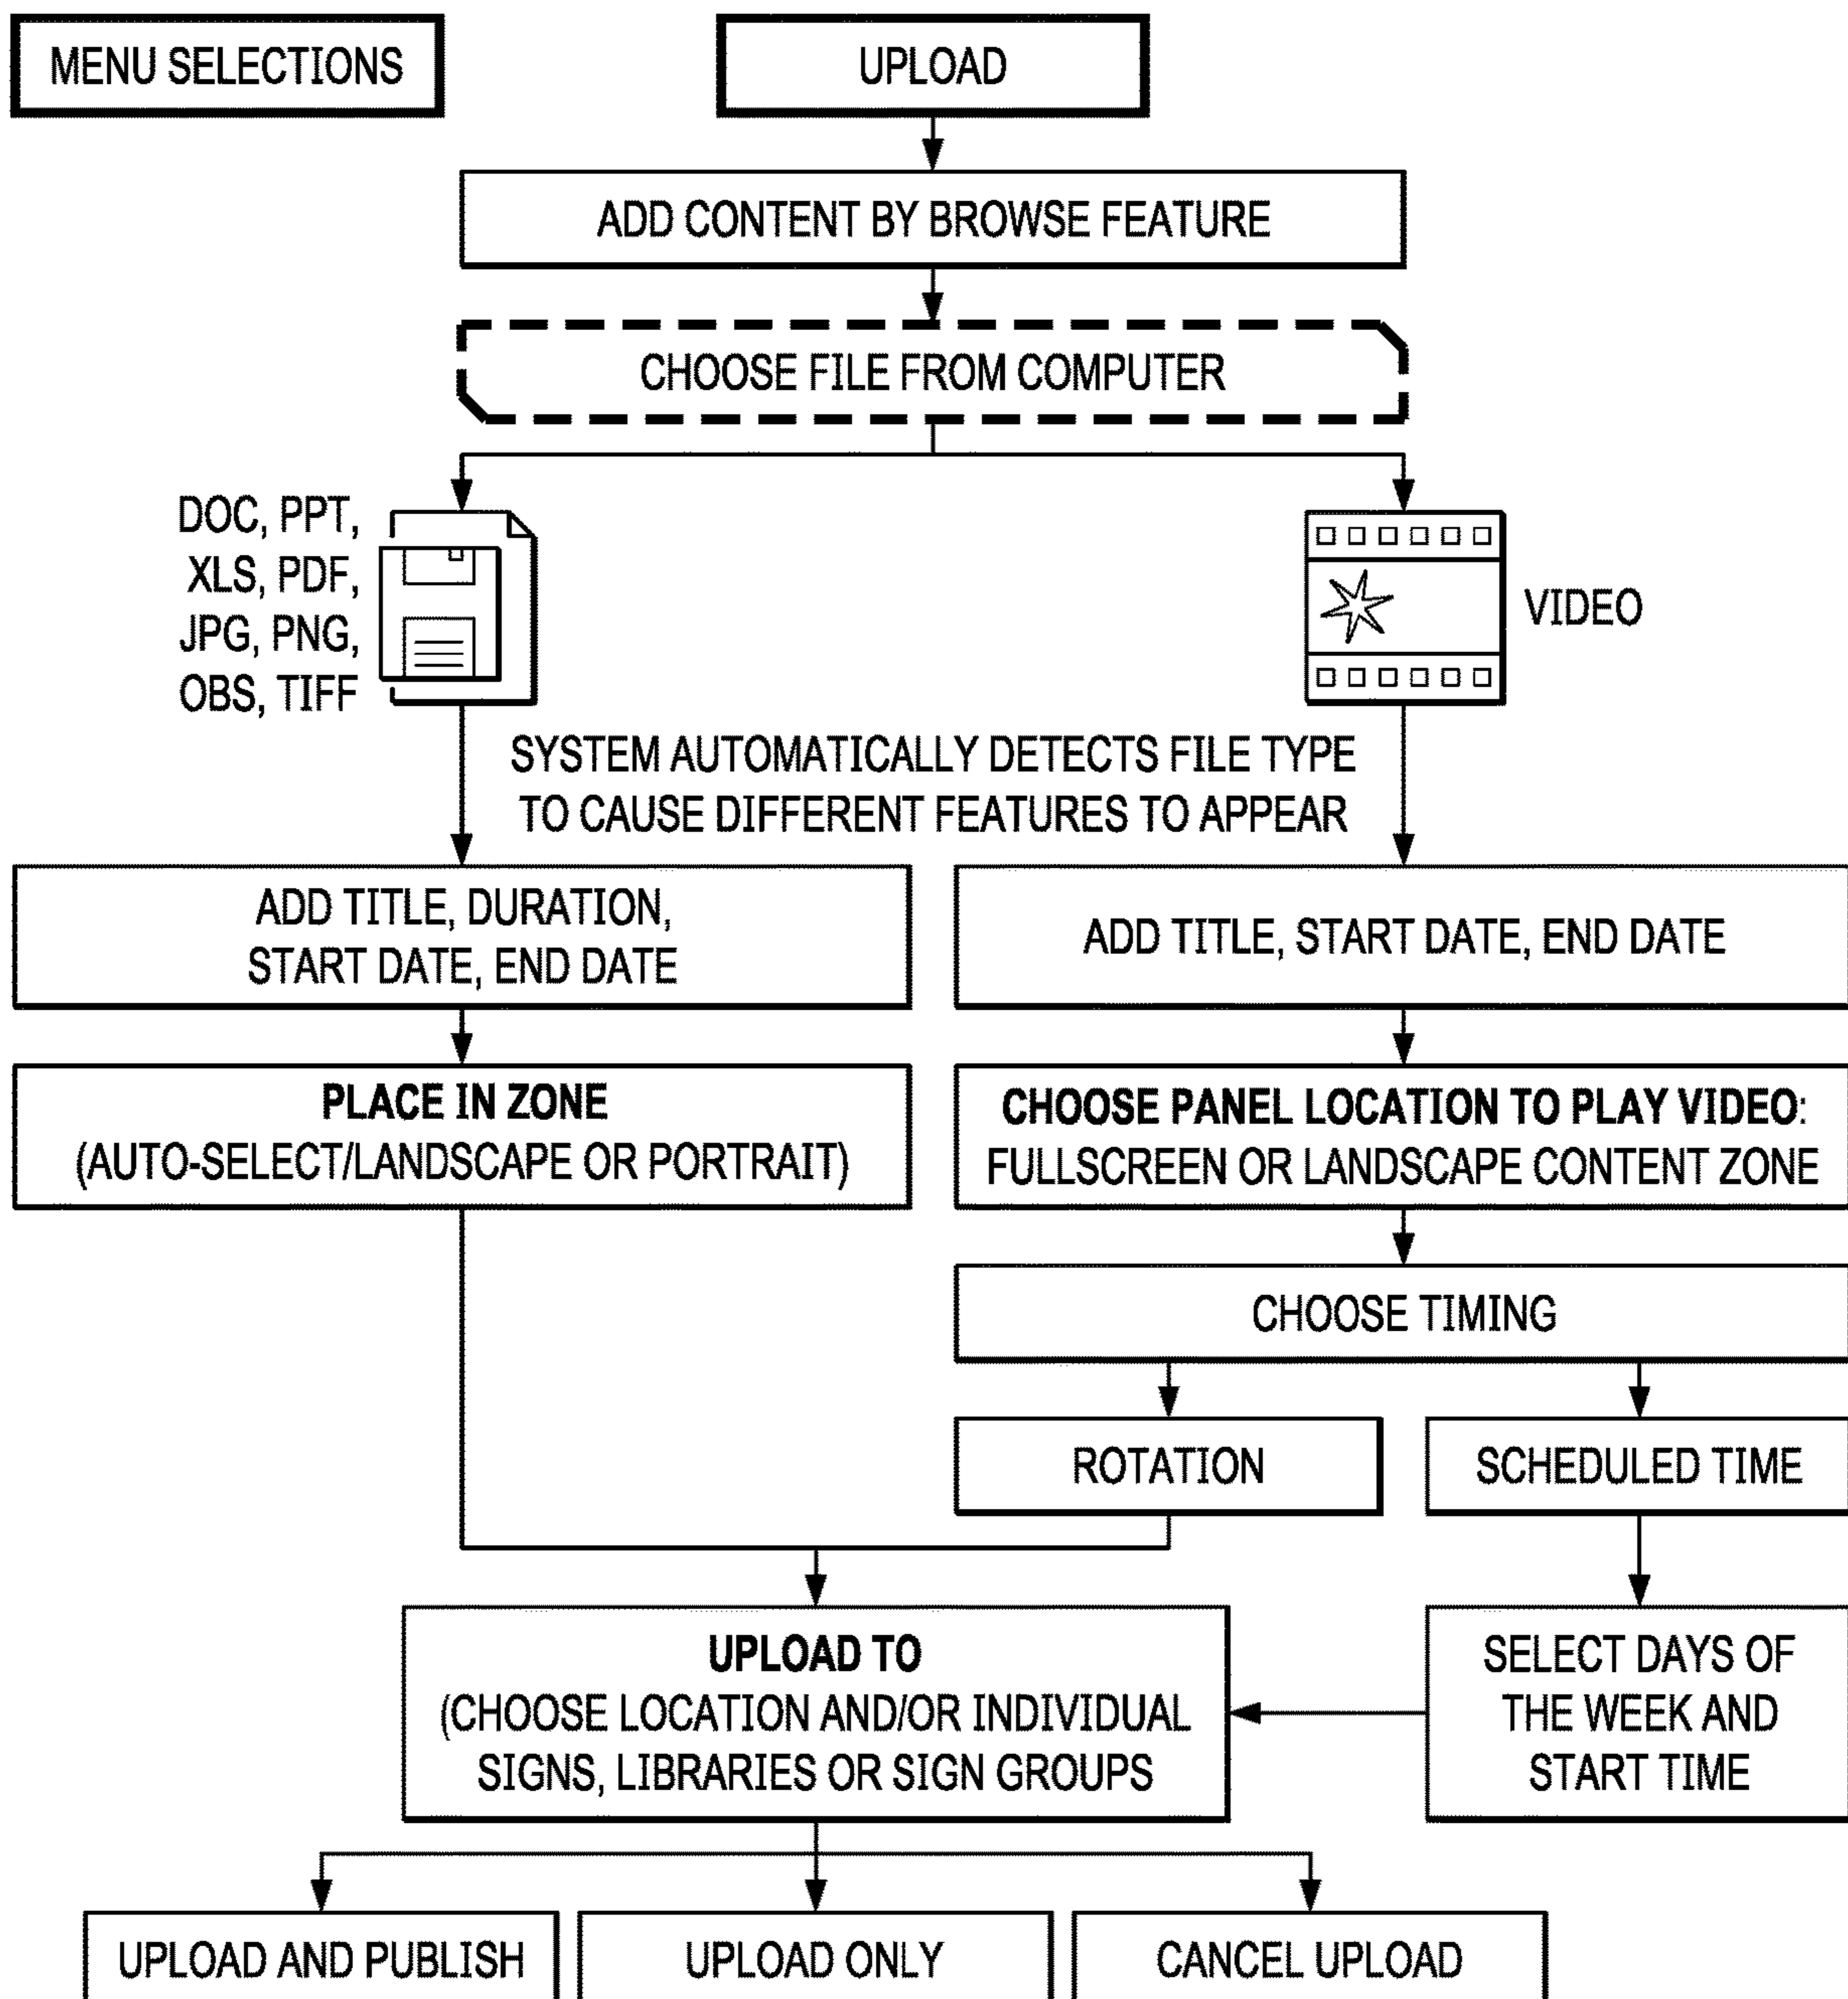 MENU SELECTIONS
UPLOAD
ADD CONTENT BY BROWSE FEATURE
CHOOSE FILE FROM COMPUTER
DOC, PPT,
XLS, PDF,
JPG, PNG,
OBS, TIFF
VIDEO
SYSTEM AUTOMATICALLY DETECTS FILE TYPE
TO CAUSE DIFFERENT FEATURES TO APPEAR
ADD TITLE, DURATION,
START DATE, END DATE
ADD TITLE, START DATE, END DATE
PLACE IN ZONE
(AUTO-SELECT/LANDSCAPE OR PORTRAIT)
CHOOSE PANEL LOCATION TO PLAY VIDEO:
FULLSCREEN OR LANDSCAPE CONTENT ZONE
CHOOSE TIMING
ROTATION
SCHEDULED TIME
UPLOAD TO
(CHOOSE LOCATION AND/OR INDIVIDUAL
SIGNS, LIBRARIES OR SIGN GROUPS
SELECT DAYS OF
THE WEEK AND
START TIME
UPLOAD AND PUBLISH
UPLOAD ONLY
CANCEL UPLOAD